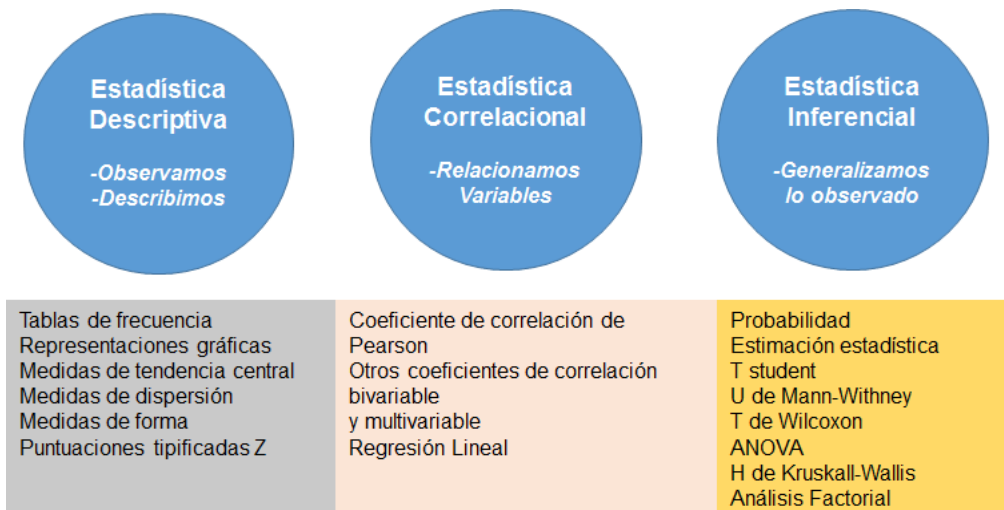 Estadística
Descriptiva
-Observamos
-Describimos
Estadística
Correlacional
-Relacionamos
Variables
Estadística
Inferencial
-Generalizamos
lo observado
Tablas de frecuencia
Representaciones gráficas
Medidas de tendencia central
Medidas de dispersión
Medidas de forma
Puntuaciones tipificadas Z
Coeficiente de correlación de
Pearson
Otros coeficientes de correlación
bivariable
y multivariable
Regresión Lineal
Probabilidad
Estimación estadística
T student
U de Mann-Withney
T de Wilcoxon
ANOVA
H de Kruskall-Wallis
Análisis Factorial